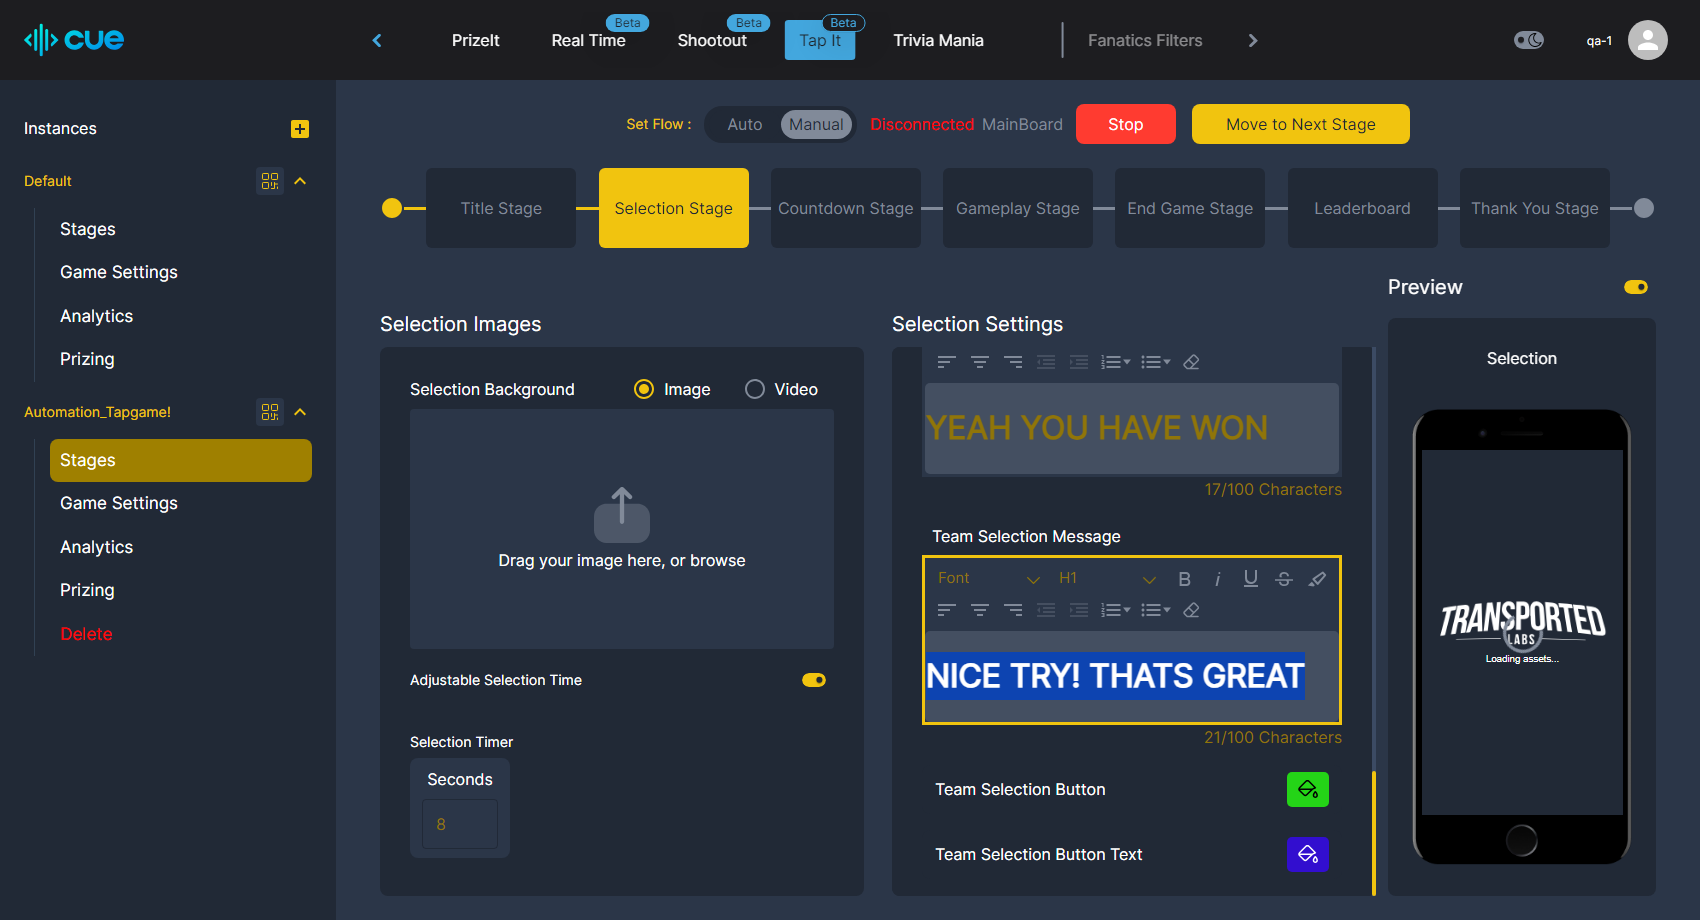 cue
PrizeIt
Real Time
Beta
Shootout
Beta
Tap It
Beta
Trivia Mania
Fanatics Filters
qa-1
Instances
Default
Stages
Game Settings
Analytics
Prizing
Automation_Tapgame!
Stages
Game Settings
Analytics
Prizing
Delete
Set Flow :
Auto
Manual
Disconnected MainBoard
Stop
Move to Next Stage
Title Stage
Selection Stage
Countdown Stage
Gameplay Stage
End Game Stage
Leaderboard
Thank You Stage
Selection Images
Selection Background
Image
Video
Drag your image here, or browse
Adjustable Selection Time
Selection Timer
Seconds
8
Selection Settings
YEAH YOU HAVE WON
17/100 Characters
Team Selection Message
Font
H1
B
i
U
S
NICE TRY! THATS GREAT
21/100 Characters
Team Selection Button
Team Selection Button Text
Preview
Selection
TRANSPORTED
LABS
Loading assets...